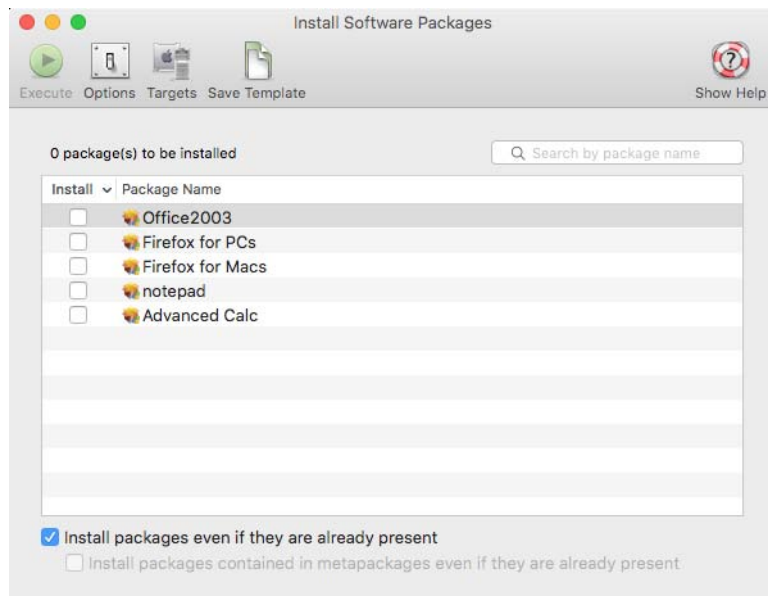 Install Software Packages
Execute Options Targets Save Template Show Help
0 package(s) to be installed Search by package name
Install Package Name
Office2003
Firefox for PCs
Firefox for Macs
notepad
Advanced Calc
Install packages even if they are already present
Install packages contained in metapackages even if they are already present